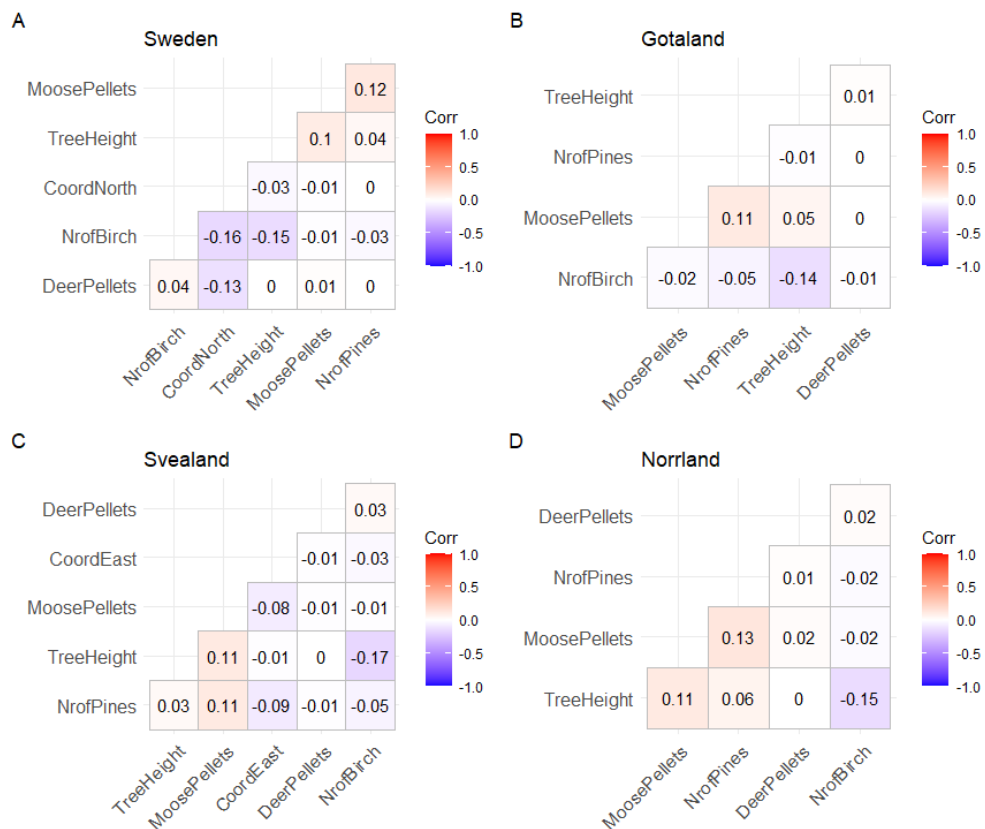 A
Sweden
MoosePellets 0.12
TreeHeight 0.1 0.04
CoordNorth -0.03 -0.01 0
NrofBirch -0.16 -0.15 -0.01 -0.03
DeerPellets 0.04 -0.13 0 0.01 0
NrofBirch CoordNorth TreeHeight MoosePellets NrofPines
Corr
1.0
0.5
0.0
-0.5
-1.0
B
Gotaland
TreeHeight 0.01
NrofPines -0.01 0
MoosePellets 0.11 0.05 0
NrofBirch -0.02 -0.05 -0.14 -0.01
MoosePellets NrofPines TreeHeight DeerPellets
Corr
1.0
0.5
0.0
-0.5
-1.0
C
Svealand
DeerPellets 0.03
CoordEast -0.01 -0.03
MoosePellets -0.08 -0.01 -0.01
TreeHeight 0.11 -0.01 0 -0.17
NrofPines 0.03 0.11 -0.09 -0.01 -0.05
TreeHeight MoosePellets CoordEast DeerPellets NrofBirch
Corr
1.0
0.5
0.0
-0.5
-1.0
D
Norrland
DeerPellets 0.02
NrofPines 0.01 -0.02
MoosePellets 0.13 0.02 -0.02
TreeHeight 0.11 0.06 0 -0.15
MoosePellets NrofPines DeerPellets NrofBirch
Corr
1.0
0.5
0.0
-0.5
-1.0